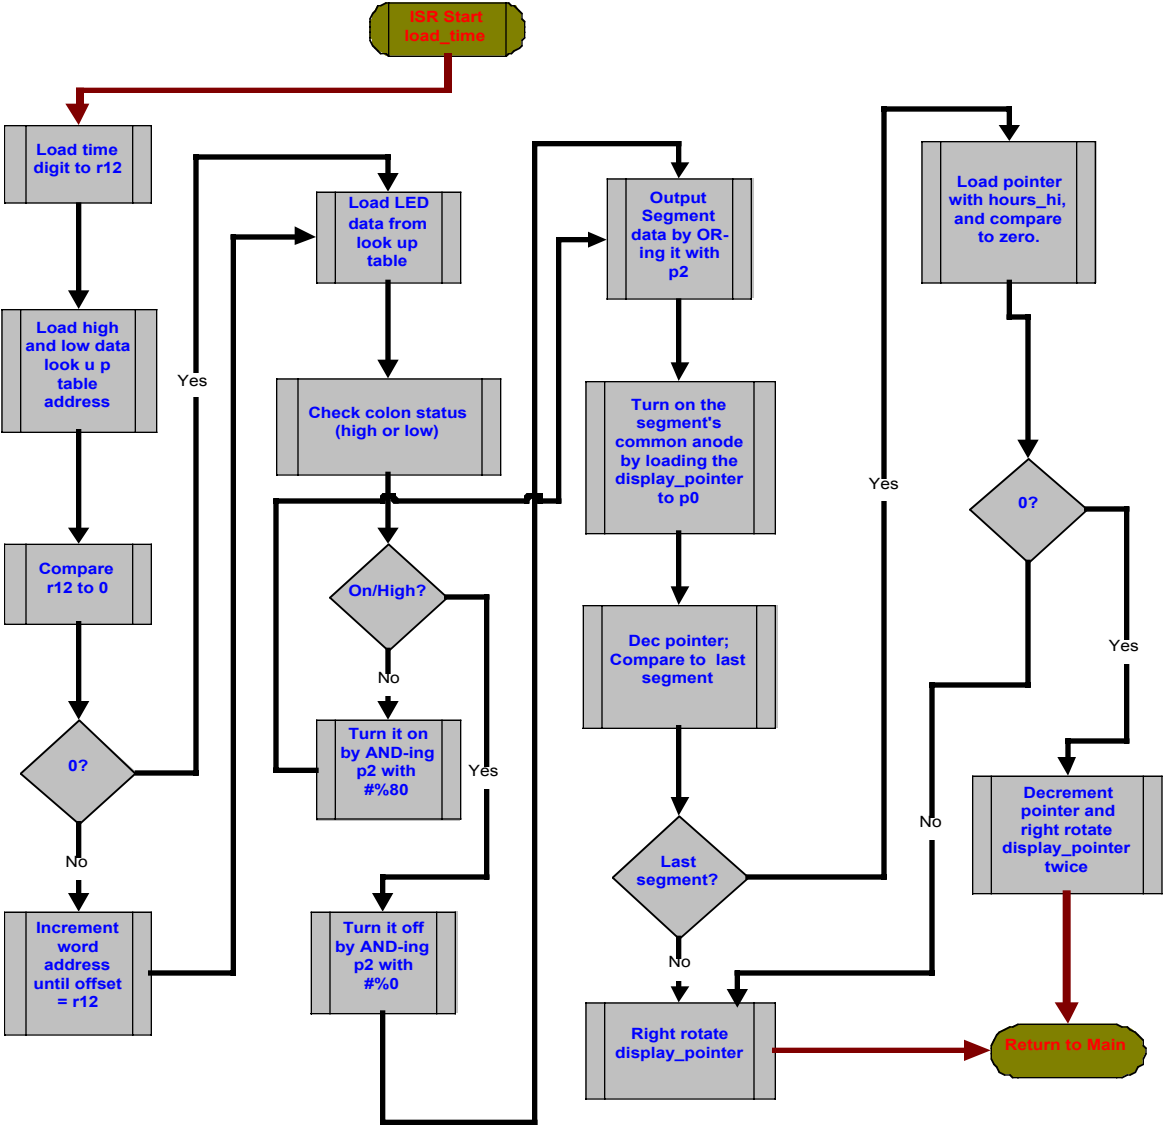 ISR Start
load_time
Load time
digit to r12
Load high
and low data
look u p
table
address
Compare
r12 to 0
0?
No
Increment
word
address
until offset
= r12
Yes
Load LED
data from
look up
table
Check colon status
(high or low)
On/High?
No
Turn it on
by AND-ing
p2 with
#%80
Yes
Turn it off
by AND-ing
p2 with
#%0
Output
Segment
data by OR-
ing it with
p2
Turn on the
segment's
common anode
by loading the
display_pointer
to p0
Dec pointer;
Compare to last
segment
Last
segment?
No
Right rotate
display_pointer
Yes
Load pointer
with hours_hi,
and compare
to zero.
0?
Yes
No
Decrement
pointer and
right rotate
display_pointer
twice
Return to Main